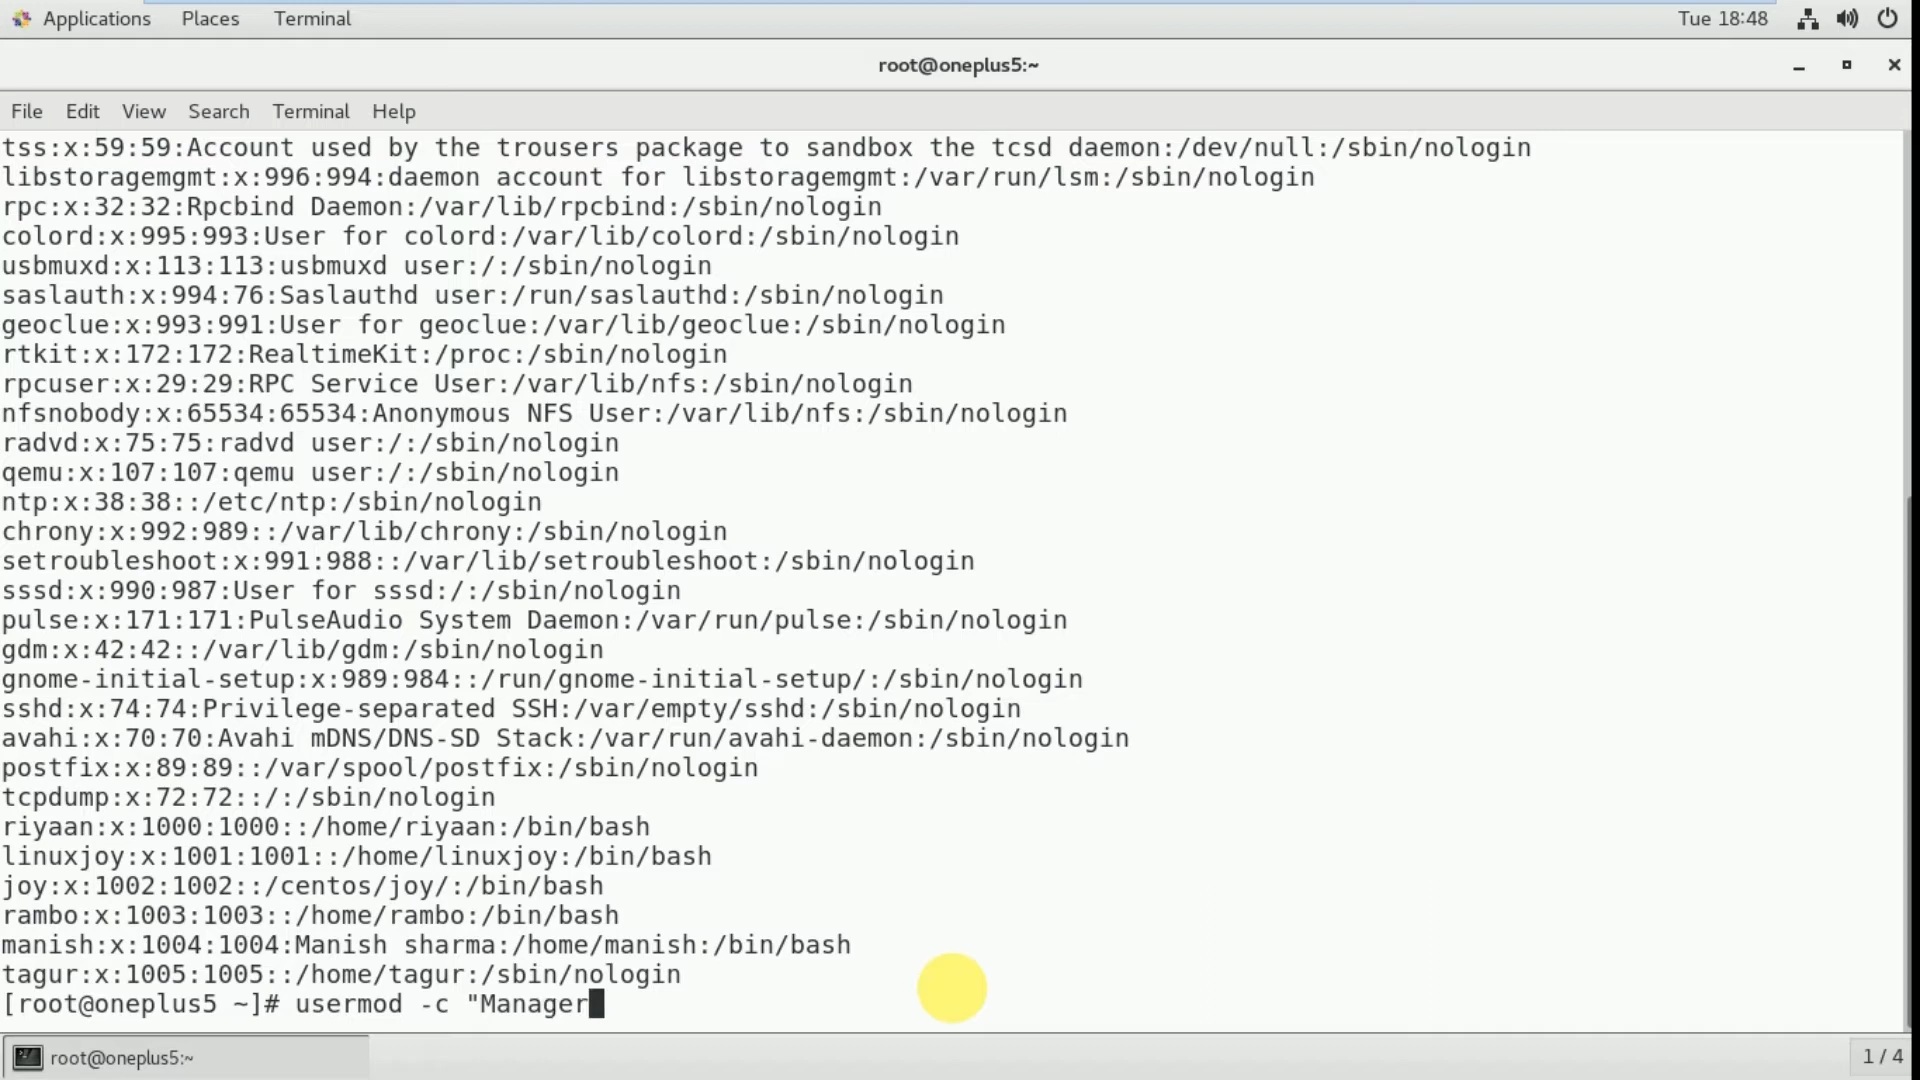 Applications Places Terminal Tue 18:48
root@oneplus5:~
File Edit View Search Terminal Help
tss:x:59:59:Account used by the trousers package to sandbox the tcsd daemon:/dev/null:/sbin/nologin
libstoragemgmt:x:996:994:daemon account for libstoragemgmt:/var/run/lsm:/sbin/nologin
rpc:x:32:32:Rpcbind Daemon:/var/lib/rpcbind:/sbin/nologin
colord:x:995:993:User for colord:/var/lib/colord:/sbin/nologin
usbmuxd:x:113:113:usbmuxd user:/:/sbin/nologin
saslauth:x:994:76:Saslauthd user:/run/saslauthd:/sbin/nologin
geoclue:x:993:991:User for geoclue:/var/lib/geoclue:/sbin/nologin
rtkit:x:172:172:RealtimeKit:/proc:/sbin/nologin
rpcuser:x:29:29:RPC Service User:/var/lib/nfs:/sbin/nologin
nfsnobody:x:65534:65534:Anonymous NFS User:/var/lib/nfs:/sbin/nologin
radvd:x:75:75:radvd user:/:/sbin/nologin
qemu:x:107:107:qemu user:/:/sbin/nologin
ntp:x:38:38::/etc/ntp:/sbin/nologin
chrony:x:992:989::/var/lib/chrony:/sbin/nologin
setroubleshoot:x:991:988::/var/lib/setroubleshoot:/sbin/nologin
sssd:x:990:987:User for sssd:/:/sbin/nologin
pulse:x:171:171:PulseAudio System Daemon:/var/run/pulse:/sbin/nologin
gdm:x:42:42::/var/lib/gdm:/sbin/nologin
gnome-initial-setup:x:989:984::/run/gnome-initial-setup/:/sbin/nologin
sshd:x:74:74:Privilege-separated SSH:/var/empty/sshd:/sbin/nologin
avahi:x:70:70:Avahi mDNS/DNS-SD Stack:/var/run/avahi-daemon:/sbin/nologin
postfix:x:89:89::/var/spool/postfix:/sbin/nologin
tcpdump:x:72:72::/:/sbin/nologin
riyaan:x:1000:1000::/home/riyaan:/bin/bash
linuxjoy:x:1001:1001::/home/linuxjoy:/bin/bash
joy:x:1002:1002::/centos/joy/:/bin/bash
rambo:x:1003:1003::/home/rambo:/bin/bash
manish:x:1004:1004:Manish sharma:/home/manish:/bin/bash
tagur:x:1005:1005::/home/tagur:/sbin/nologin
[root@oneplus5 ~]# usermod -c "Manager
root@oneplus5:~ 1 / 4